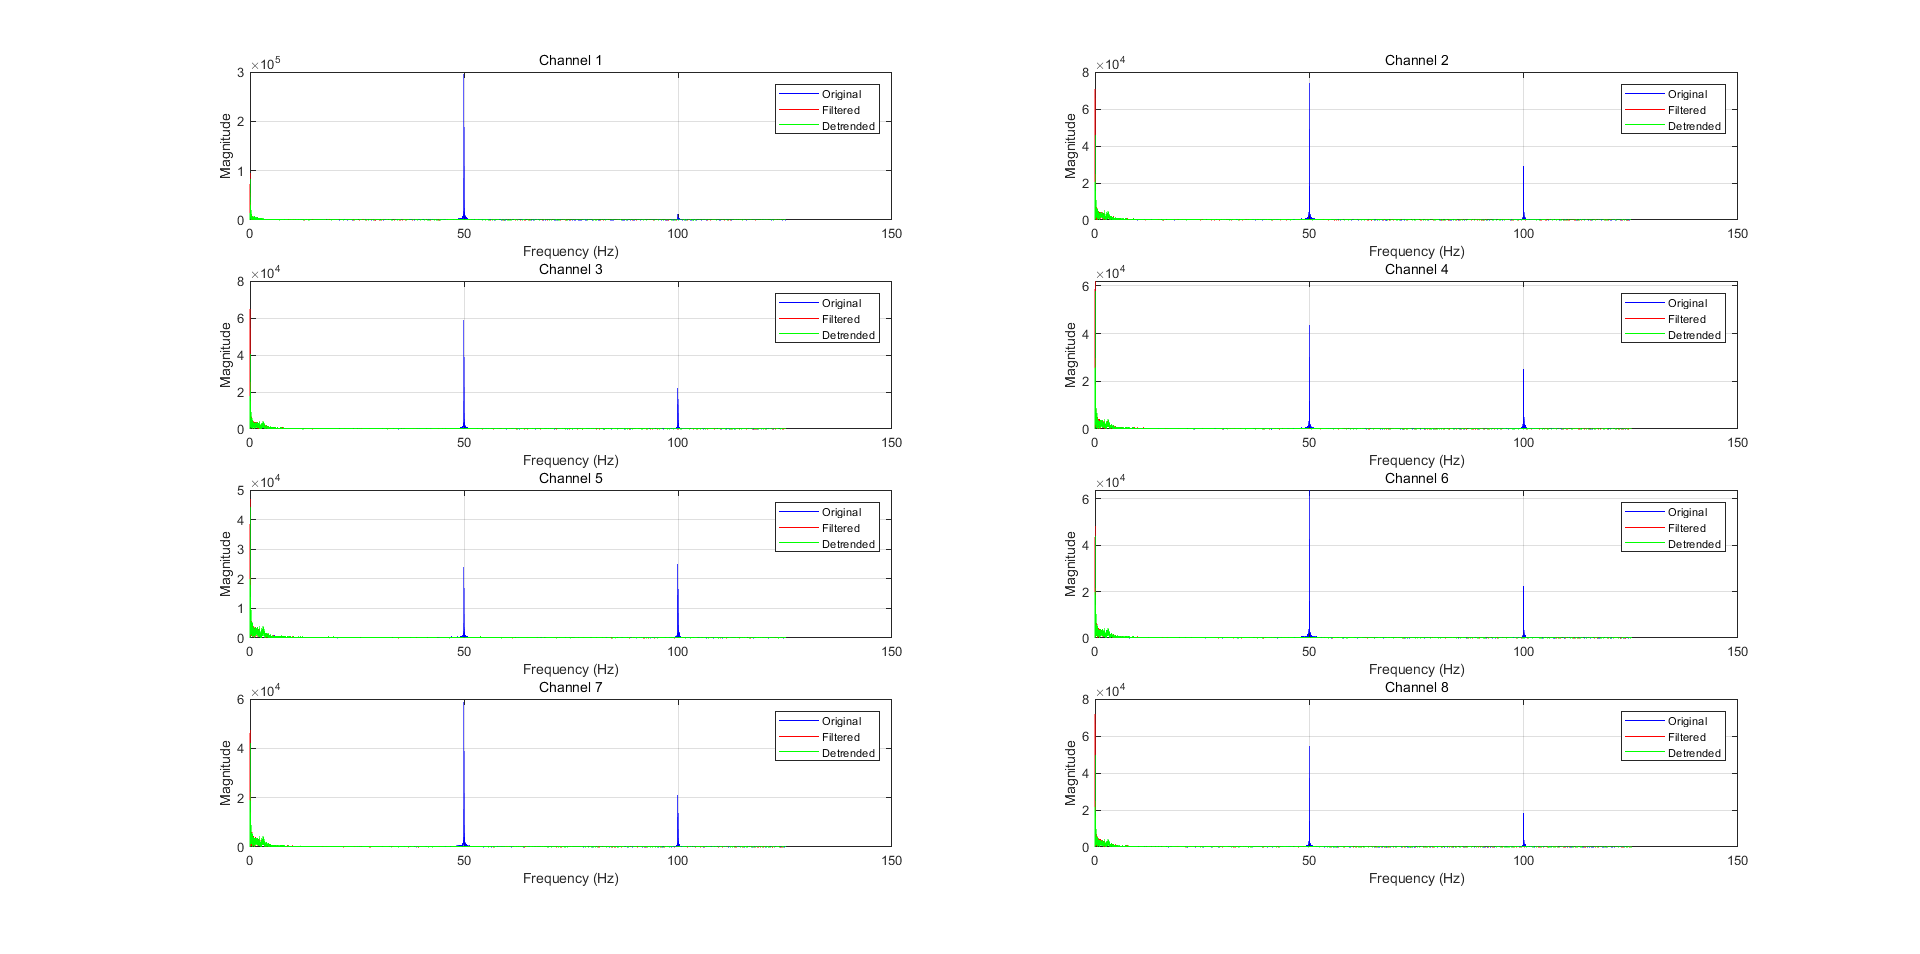 Channel 1
×10^5
3
2
1
0
Magnitude
0 50 100 150
Frequency (Hz)
Original
Filtered
Detrended
Channel 2
×10^4
8
6
4
2
0
Magnitude
0 50 100 150
Frequency (Hz)
Original
Filtered
Detrended
Channel 3
×10^4
8
6
4
2
0
Magnitude
0 50 100 150
Frequency (Hz)
Original
Filtered
Detrended
Channel 4
×10^4
6
4
2
0
Magnitude
0 50 100 150
Frequency (Hz)
Original
Filtered
Detrended
Channel 5
×10^4
5
4
3
2
1
0
Magnitude
0 50 100 150
Frequency (Hz)
Original
Filtered
Detrended
Channel 6
×10^4
6
4
2
0
Magnitude
0 50 100 150
Frequency (Hz)
Original
Filtered
Detrended
Channel 7
×10^4
6
4
2
0
Magnitude
0 50 100 150
Frequency (Hz)
Original
Filtered
Detrended
Channel 8
×10^4
8
6
4
2
0
Magnitude
0 50 100 150
Frequency (Hz)
Original
Filtered
Detrended